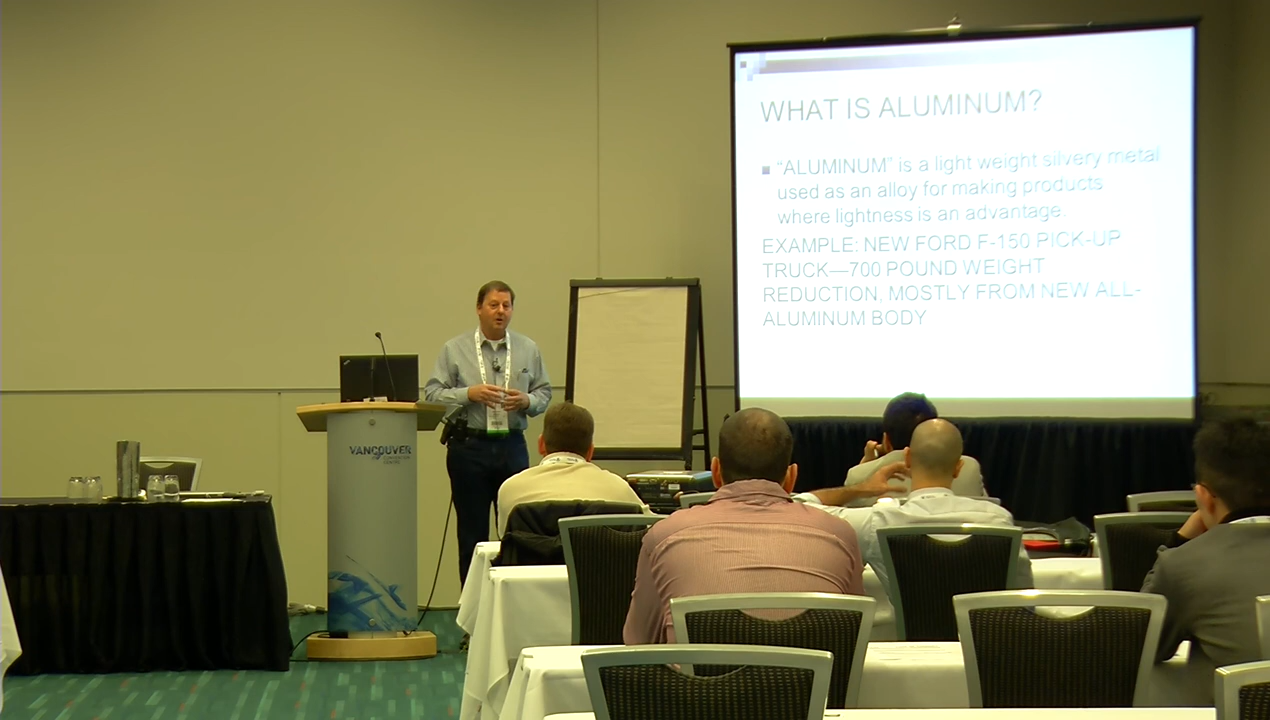 WHAT IS ALUMINUM?
“ALUMINUM” is a light weight silvery metal
used as an alloy for making products
where lightness is an advantage.
EXAMPLE: NEW FORD F-150 PICK-UP
TRUCK—700 POUND WEIGHT
REDUCTION, MOSTLY FROM NEW ALL-
ALUMINUM BODY
VANCOUVER
CONVENTION
CENTRE